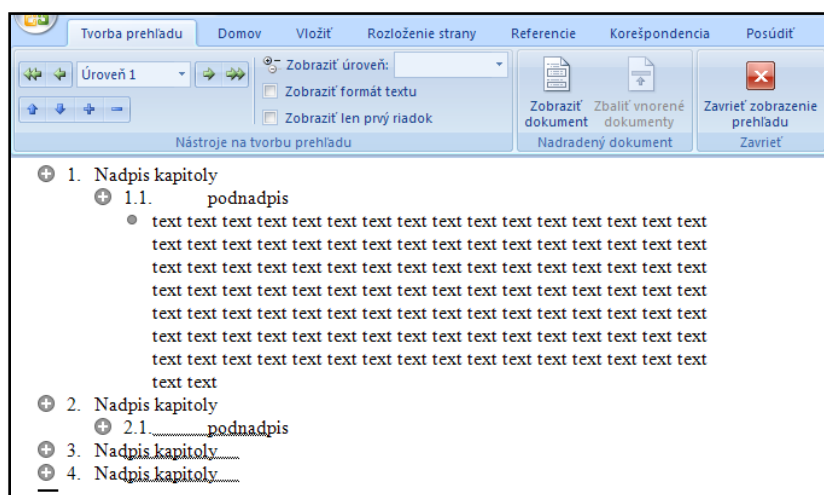 Tvorba prehľadu Domov Vložiť Rozloženie strany Referencie Korešpondencia Posúdiť
Úroveň 1
Zobraziť úroveň:
Zobraziť formát textu
Zobraziť len prvý riadok
Nástroje na tvorbu prehľadu
Zobraziť dokument
Zbaliť vnorené dokumenty
Nadradený dokument
Zavrieť zobrazenie prehľadu
Zavrieť
1. Nadpis kapitoly
1.1. podnadpis
text text text text text text text text text text text text text text text text
text text text text text text text text text text text text text text text text
text text text text text text text text text text text text text text text text
text text text text text text text text text text text text text text text text
text text text text text text text text text text text text text text text text
text text text text text text text text text text text text text text text text
text text text text text text text text text text text text text text text text
text text
2. Nadpis kapitoly
2.1. podnadpis
3. Nadpis kapitoly
4. Nadpis kapitoly